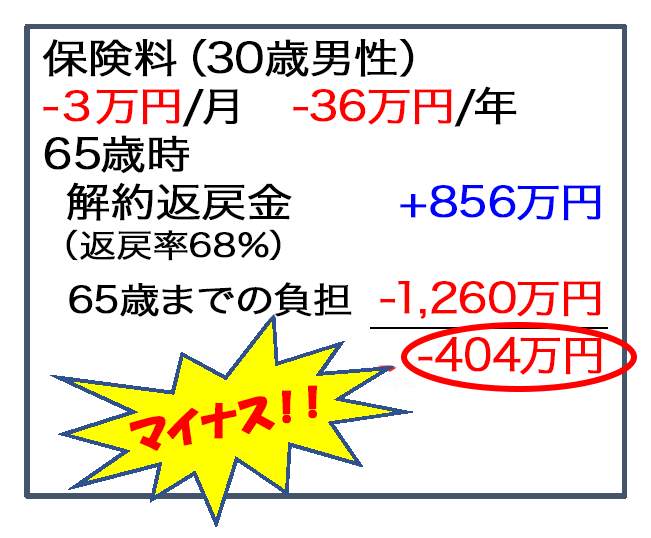 保険料（30歳男性）
-３万円/月　-36万円/年
65歳時
解約返戻金　+856万円
（返戻率68%）
65歳までの負担　-1,260万円
-404万円
マイナス！！